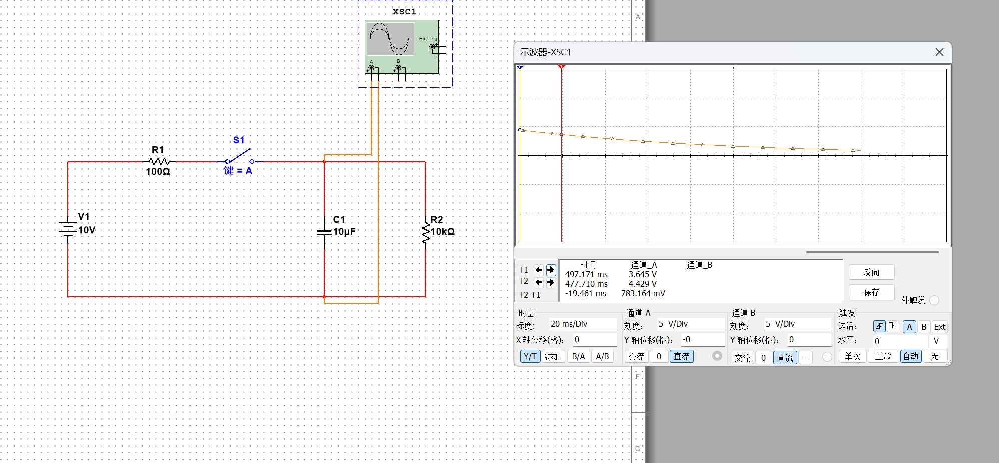 XSC1
Ext Trig
A
B
S1
键 = A
R1
100Ω
V1
10V
C1
10µF
R2
10kΩ
A
F
G
示波器-XSC1
时间 通道_A 通道_B
T1 497.171 ms 3.645 V
T2 477.710 ms 4.429 V
T2-T1 -19.461 ms 783.164 mV
反向
保存
外触发
时基
标度: 20 ms/Div
X 轴位移(格): 0
Y/T 添加 B/A A/B
通道 A
刻度: 5 V/Div
Y 轴位移(格): -0
交流 0 直流
通道 B
刻度: 5 V/Div
Y 轴位移(格): 0
交流 0 直流 -
触发
边沿: A B Ext
水平: 0 V
单次 正常 自动 无